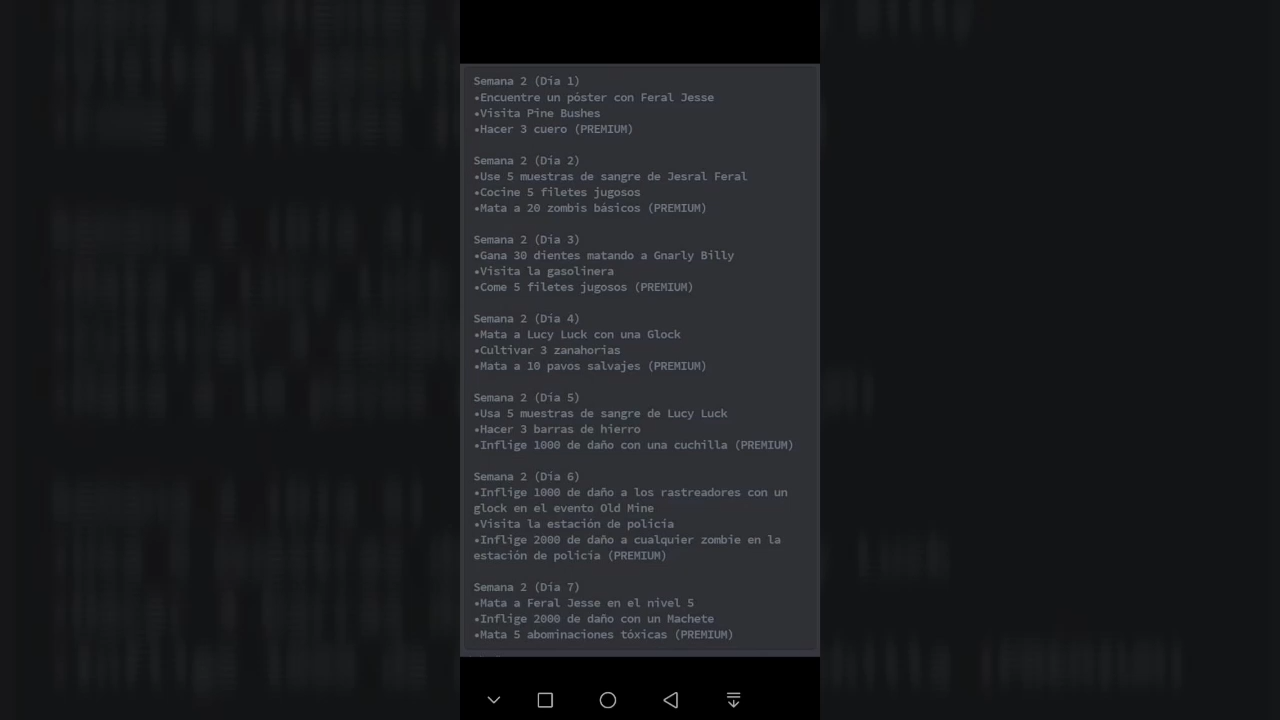 Semana 2 (Día 1)
•Encuentre un póster con Feral Jesse
•Visita Pine Bushes
•Hacer 3 cuero (PREMIUM)
Semana 2 (Día 2)
•Use 5 muestras de sangre de Jesral Feral
•Cocine 5 filetes jugosos
•Mata a 20 zombis básicos (PREMIUM)
Semana 2 (Día 3)
•Gana 30 dientes matando a Gnarly Billy
•Visita la gasolinera
•Come 5 filetes jugosos (PREMIUM)
Semana 2 (Día 4)
•Mata a Lucy Luck con una Glock
•Cultivar 3 zanahorias
•Mata a 10 pavos salvajes (PREMIUM)
Semana 2 (Día 5)
•Usa 5 muestras de sangre de Lucy Luck
•Hacer 3 barras de hierro
•Inflige 1000 de daño con una cuchilla (PREMIUM)
Semana 2 (Día 6)
•Inflige 1000 de daño a los rastreadores con un
glock en el evento Old Mine
•Visita la estación de policía
•Inflige 2000 de daño a cualquier zombie en la
estación de policía (PREMIUM)
Semana 2 (Día 7)
•Mata a Feral Jesse en el nivel 5
•Inflige 2000 de daño con un Machete
•Mata 5 abominaciones tóxicas (PREMIUM)